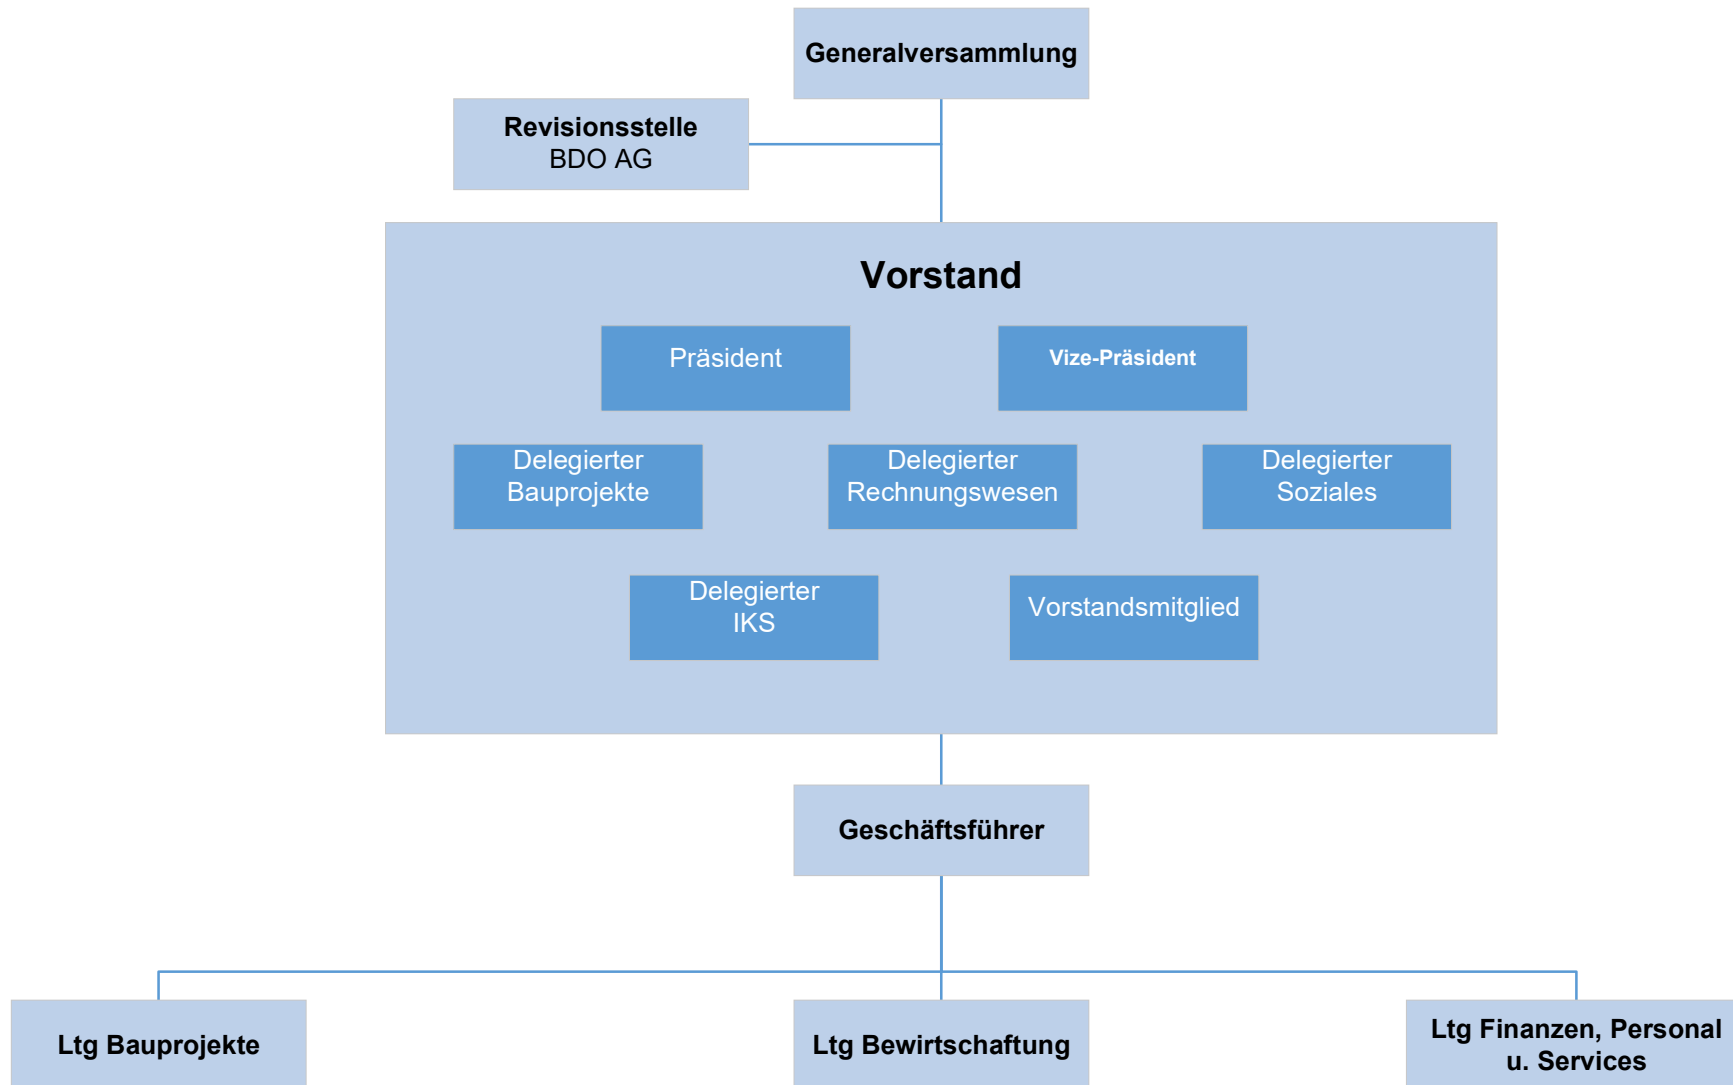 Generalversammlung
Revisionsstelle
BDO AG
Vorstand
Präsident
Vize-Präsident
Delegierter
Bauprojekte
Delegierter
Rechnungswesen
Delegierter
Soziales
Delegierter
IKS
Vorstandsmitglied
Geschäftsführer
Ltg Bauprojekte
Ltg Bewirtschaftung
Ltg Finanzen, Personal
u. Services